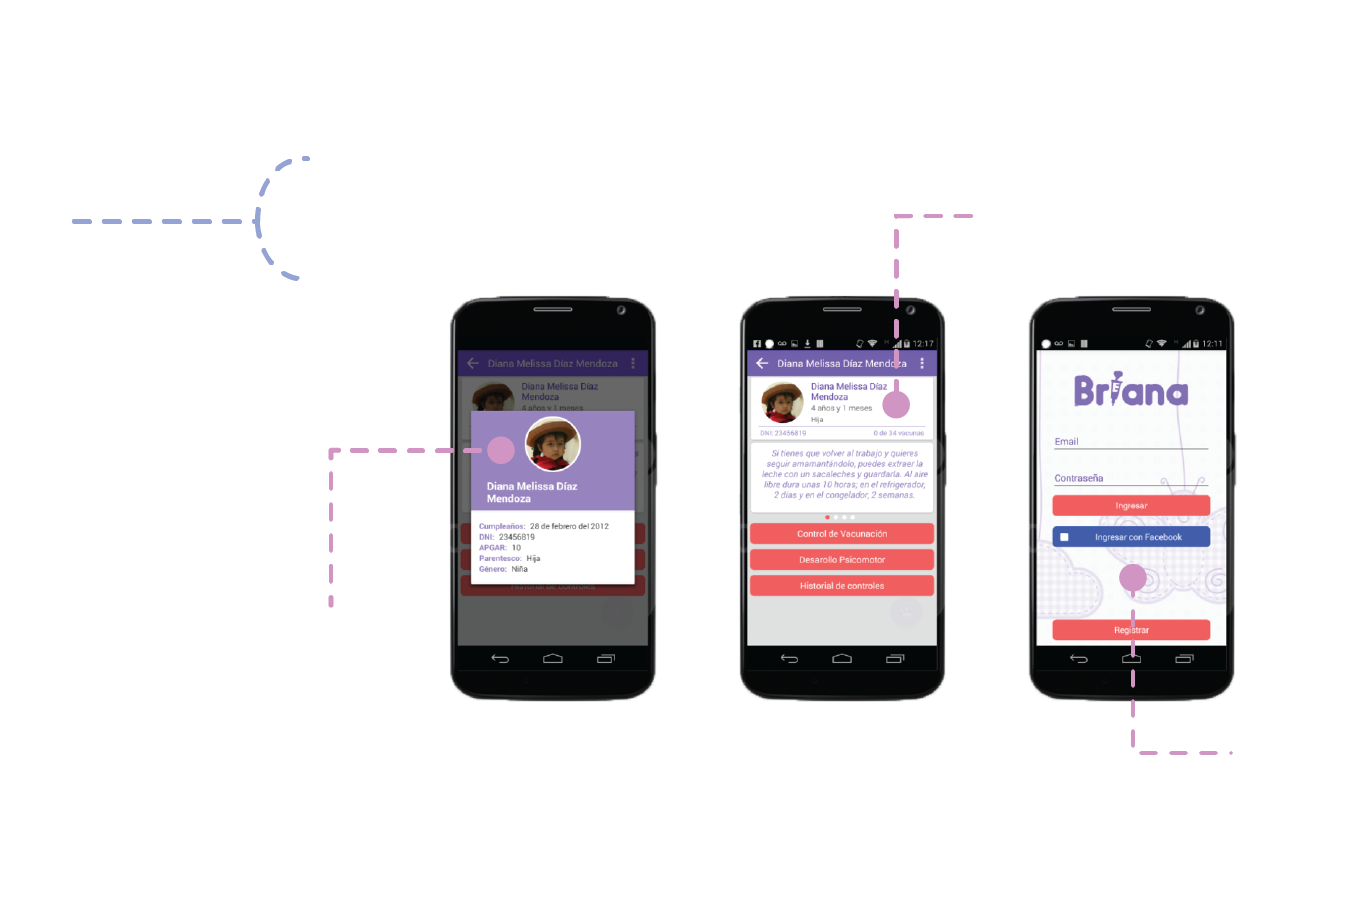 Diana Melissa Díaz Mendoza
Diana Melissa Díaz
Mendoza
4 años y 1 meses
Diana Melissa Díaz
Mendoza
Cumpleaños: 28 de febrero del 2012
DNI: 23456819
APGAR: 10
Parentesco: Hija
Género: Niña
Historial de controles
12:17
Diana Melissa Díaz Mendoza
Diana Melissa Díaz
Mendoza
4 años y 1 meses
Hija
DNI: 23456819
0 de 34 vacunas
Si tienes que volver al trabajo y quieres
seguir amamantándolo, puedes extraer la
leche con un sacaleches y guardarla. Al aire
libre dura unas 10 horas; en el refrigerador,
2 días y en el congelador, 2 semanas.
Control de Vacunación
Desarollo Psicomotor
Historial de controles
12:11
Briana
Email
Contraseña
Ingresar
Ingresar con Facebook
Registrar